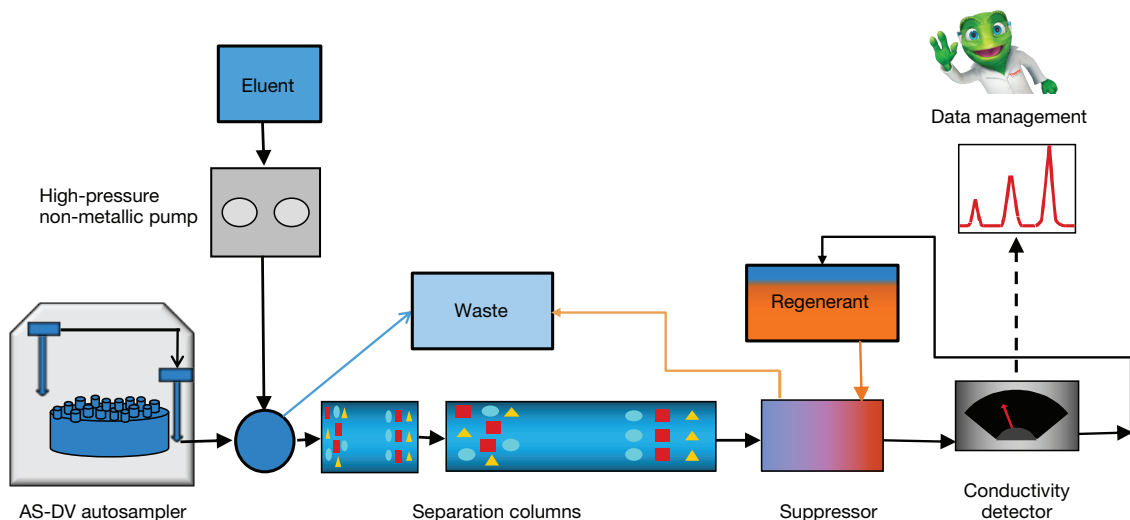 Eluent
Data management
High-pressure
non-metallic pump
Waste
Regenerant
AS-DV autosampler
Separation columns
Suppressor
Conductivity
detector